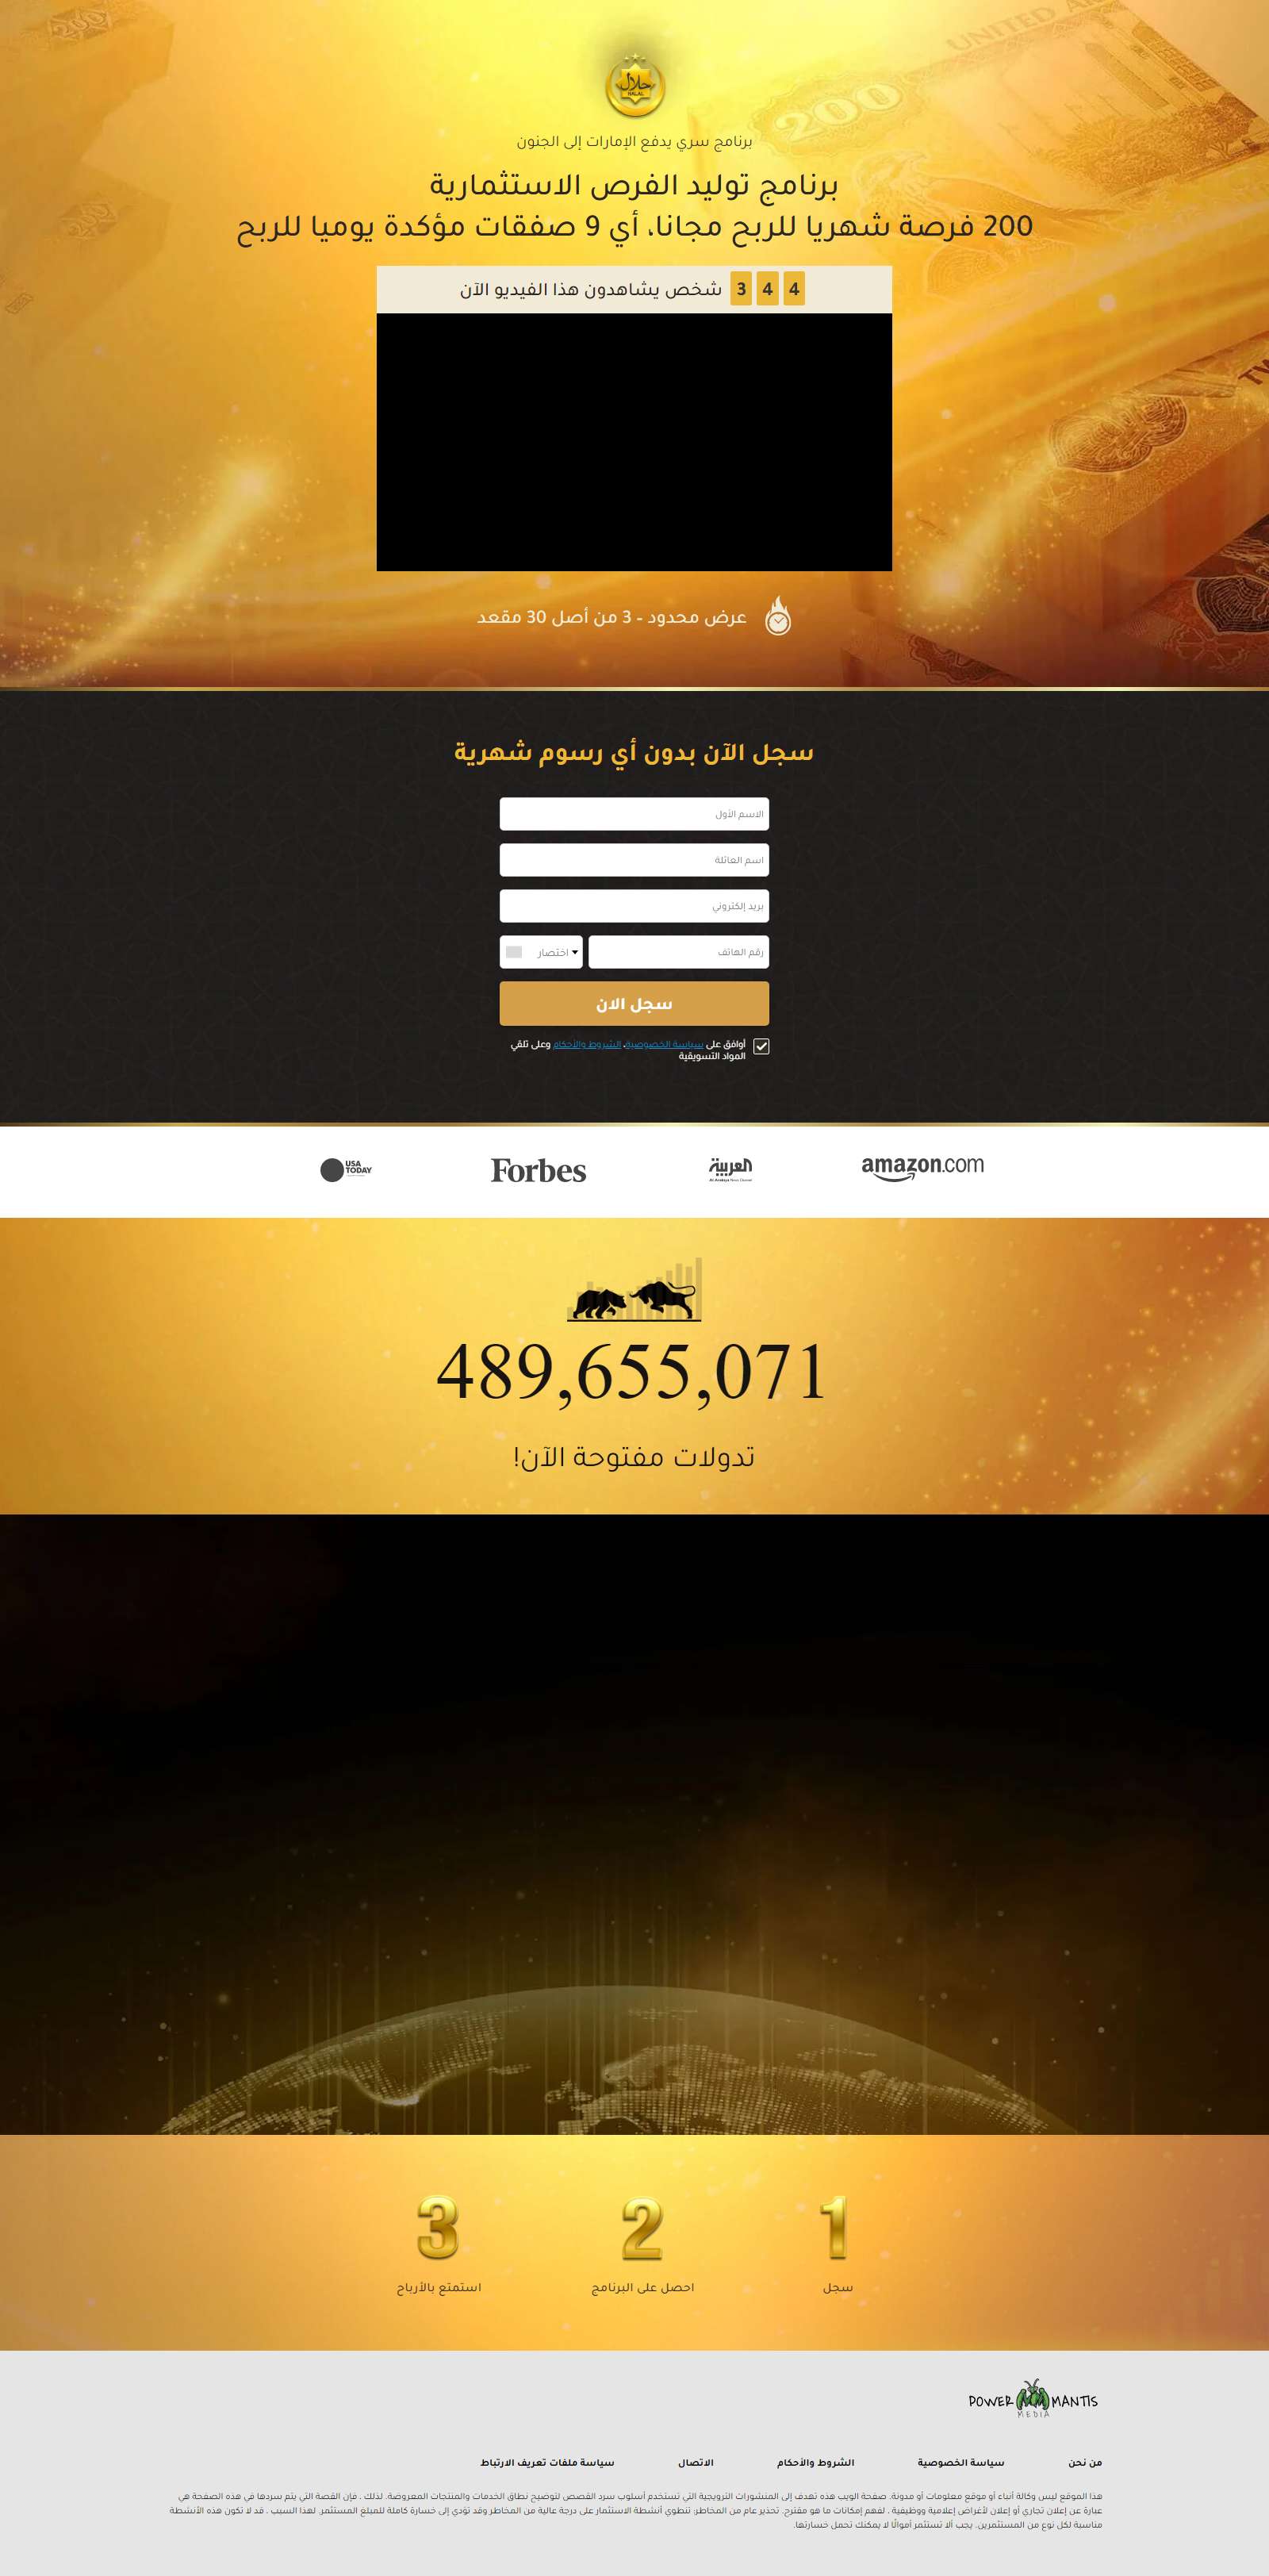 UNITED A
200
حلال
HALAL
برنامج سري يدفع الإمارات إلى الجنون
برنامج توليد الفرص الاستثمارية
200 فرصة شهريا للربح مجانا، أي 9 صفقات مؤكدة يوميا للربح
3 4 4 شخص يشاهدون هذا الفيديو الآن
عرض محدود - 3 من أصل 30 مقعد
سجل الآن بدون أي رسوم شهرية
الاسم الأول
اسم العائلة
بريد إلكتروني
رقم الهاتف
اختصار
سجل الان
أوافق على سياسة الخصوصية، الشروط والأحكام وعلى تلقي
المواد التسويقية
amazon.com
العربية
Al Arabiya News Channel
Forbes
USA
TODAY
489,655,071
تدولات مفتوحة الآن!
1
سجل
2
احصل على البرنامج
3
استمتع بالأرباح
POWER MANTIS
MEDIA
من نحن
سياسة الخصوصية
الشروط والأحكام
الاتصال
سياسة ملفات تعريف الارتباط
هذا الموقع ليس وكالة أنباء أو موقع معلومات أو مدونة. صفحة الويب هذه تهدف إلى المنشورات الترويجية التي تستخدم أسلوب سرد القصص لتوضيح نطاق الخدمات والمنتجات المعروضة. لذلك ، فإن القصة التي يتم سردها في هذه الصفحة هي
عبارة عن إعلان تجاري أو إعلان لأغراض إعلامية ووظيفية ، لفهم إمكانات ما هو مقترح. تحذير عام من المخاطر: تنطوي أنشطة الاستثمار على درجة عالية من المخاطر وقد تؤدي إلى خسارة كاملة للمبلغ المستثمر. لهذا السبب ، قد لا تكون هذه الأنشطة
مناسبة لكل نوع من المستثمرين. يجب ألا تستثمر أموالًا لا يمكنك تحمل خسارتها.